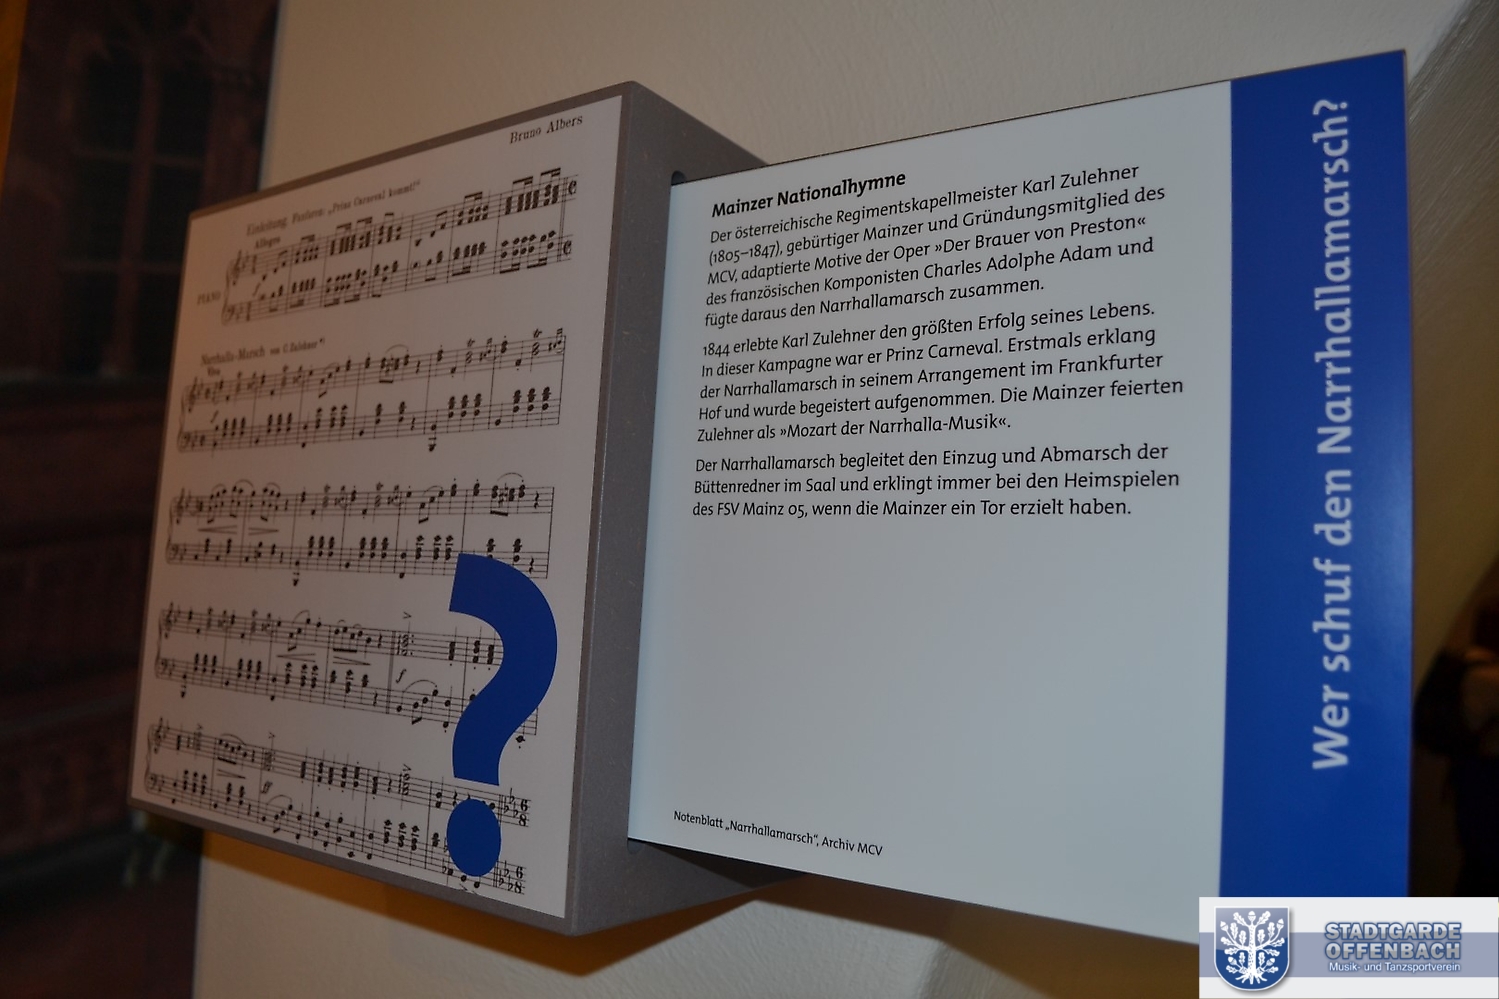 Bruno Albers
Einleitung. Fanfaren: „Prinz Carneval kommt!“
Allegro
PIANO
Narrhalla-Marsch von C. Zulehner *)
Viva
f
f
ff
?
Mainzer Nationalhymne
Der österreichische Regimentskapellmeister Karl Zulehner
(1805–1847), gebürtiger Mainzer und Gründungsmitglied des
MCV, adaptierte Motive der Oper »Der Brauer von Preston«
des französischen Komponisten Charles Adolphe Adam und
fügte daraus den Narrhallamarsch zusammen.
1844 erlebte Karl Zulehner den größten Erfolg seines Lebens.
In dieser Kampagne war er Prinz Carneval. Erstmals erklang
der Narrhallamarsch in seinem Arrangement im Frankfurter
Hof und wurde begeistert aufgenommen. Die Mainzer feierten
Zulehner als »Mozart der Narrhalla-Musik«.
Der Narrhallamarsch begleitet den Einzug und Abmarsch der
Büttenredner im Saal und erklingt immer bei den Heimspielen
des FSV Mainz 05, wenn die Mainzer ein Tor erzielt haben.
Notenblatt „Narrhallamarsch“, Archiv MCV
Wer schuf den Narrhallamarsch?
STADTGARDE
OFFENBACH
Musik- und Tanzsportverein